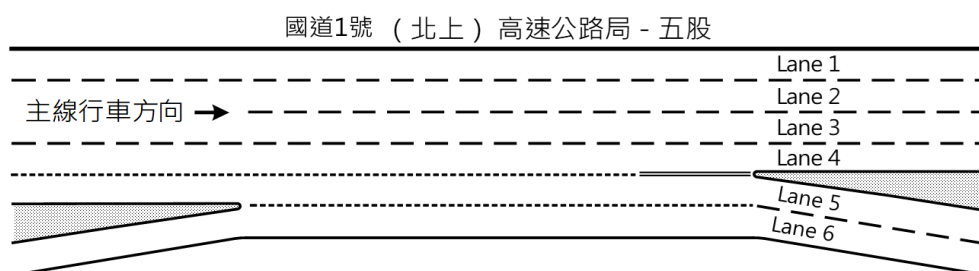 國道1號 （北上）高速公路局 - 五股
Lane 1
Lane 2
主線行車方向
Lane 3
Lane 4
Lane 5
Lane 6